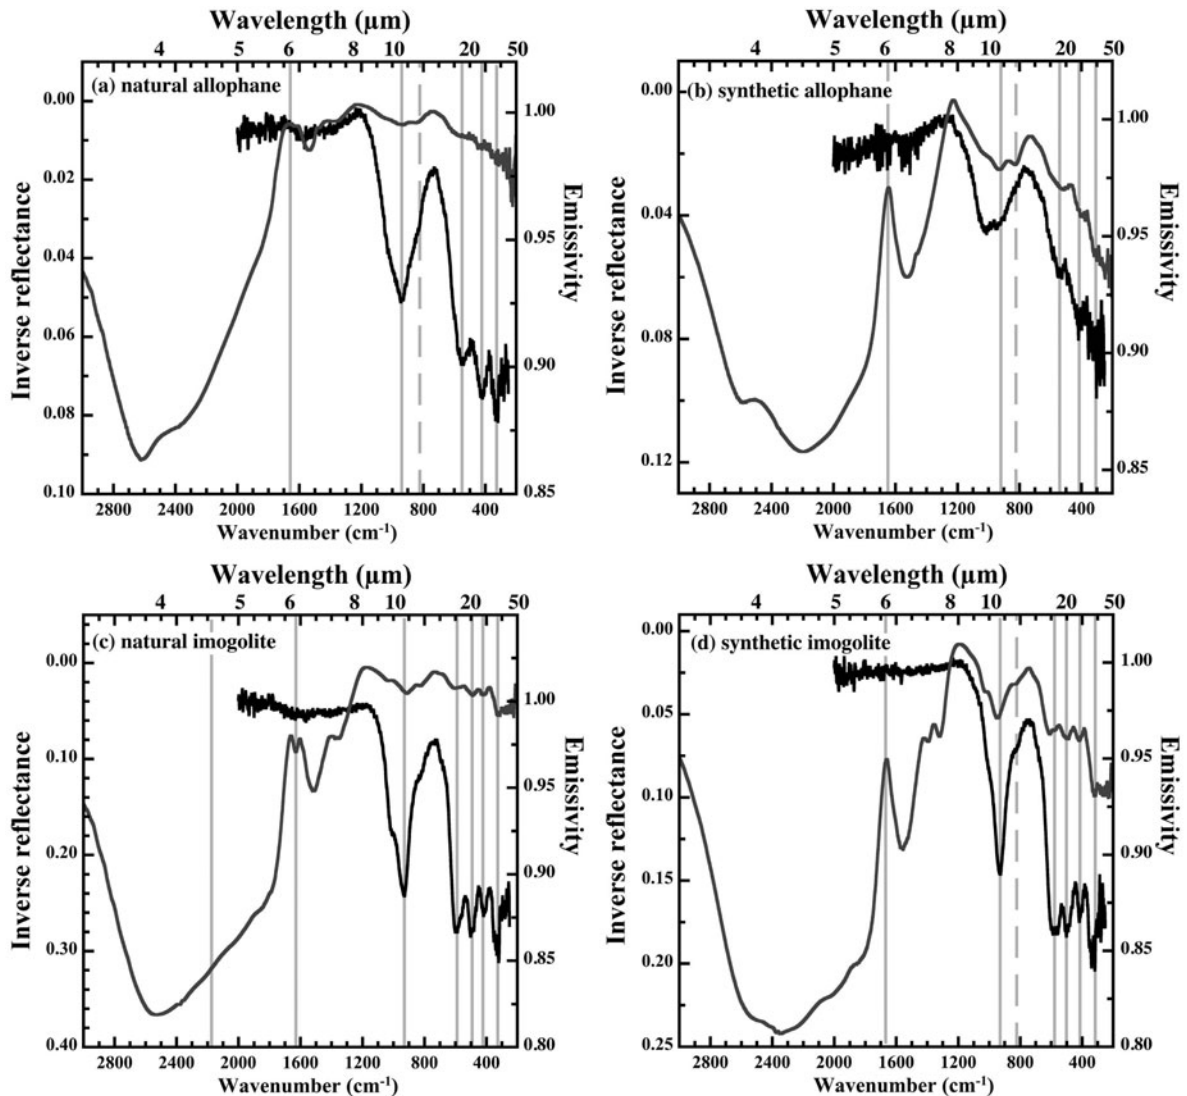 Wavelength (µm)
4 5 6 8 10 20 50
(a) natural allophane
0.00
0.02
0.04
0.06
0.08
0.10
Inverse reflectance
1.00
0.95
0.90
0.85
Emissivity
2800 2400 2000 1600 1200 800 400
Wavenumber (cm-1)
Wavelength (µm)
4 5 6 8 10 20 50
(b) synthetic allophane
0.00
0.04
0.08
0.12
Inverse reflectance
1.00
0.95
0.90
0.85
Emissivity
2800 2400 2000 1600 1200 800 400
Wavenumber (cm-1)
Wavelength (µm)
4 5 6 8 10 20 50
(c) natural imogolite
0.00
0.10
0.20
0.30
0.40
Inverse reflectance
1.00
0.95
0.90
0.85
0.80
Emissivity
2800 2400 2000 1600 1200 800 400
Wavenumber (cm-1)
Wavelength (µm)
4 5 6 8 10 20 50
(d) synthetic imogolite
0.00
0.05
0.10
0.15
0.20
0.25
Inverse reflectance
1.00
0.95
0.90
0.85
0.80
Emissivity
2800 2400 2000 1600 1200 800 400
Wavenumber (cm-1)